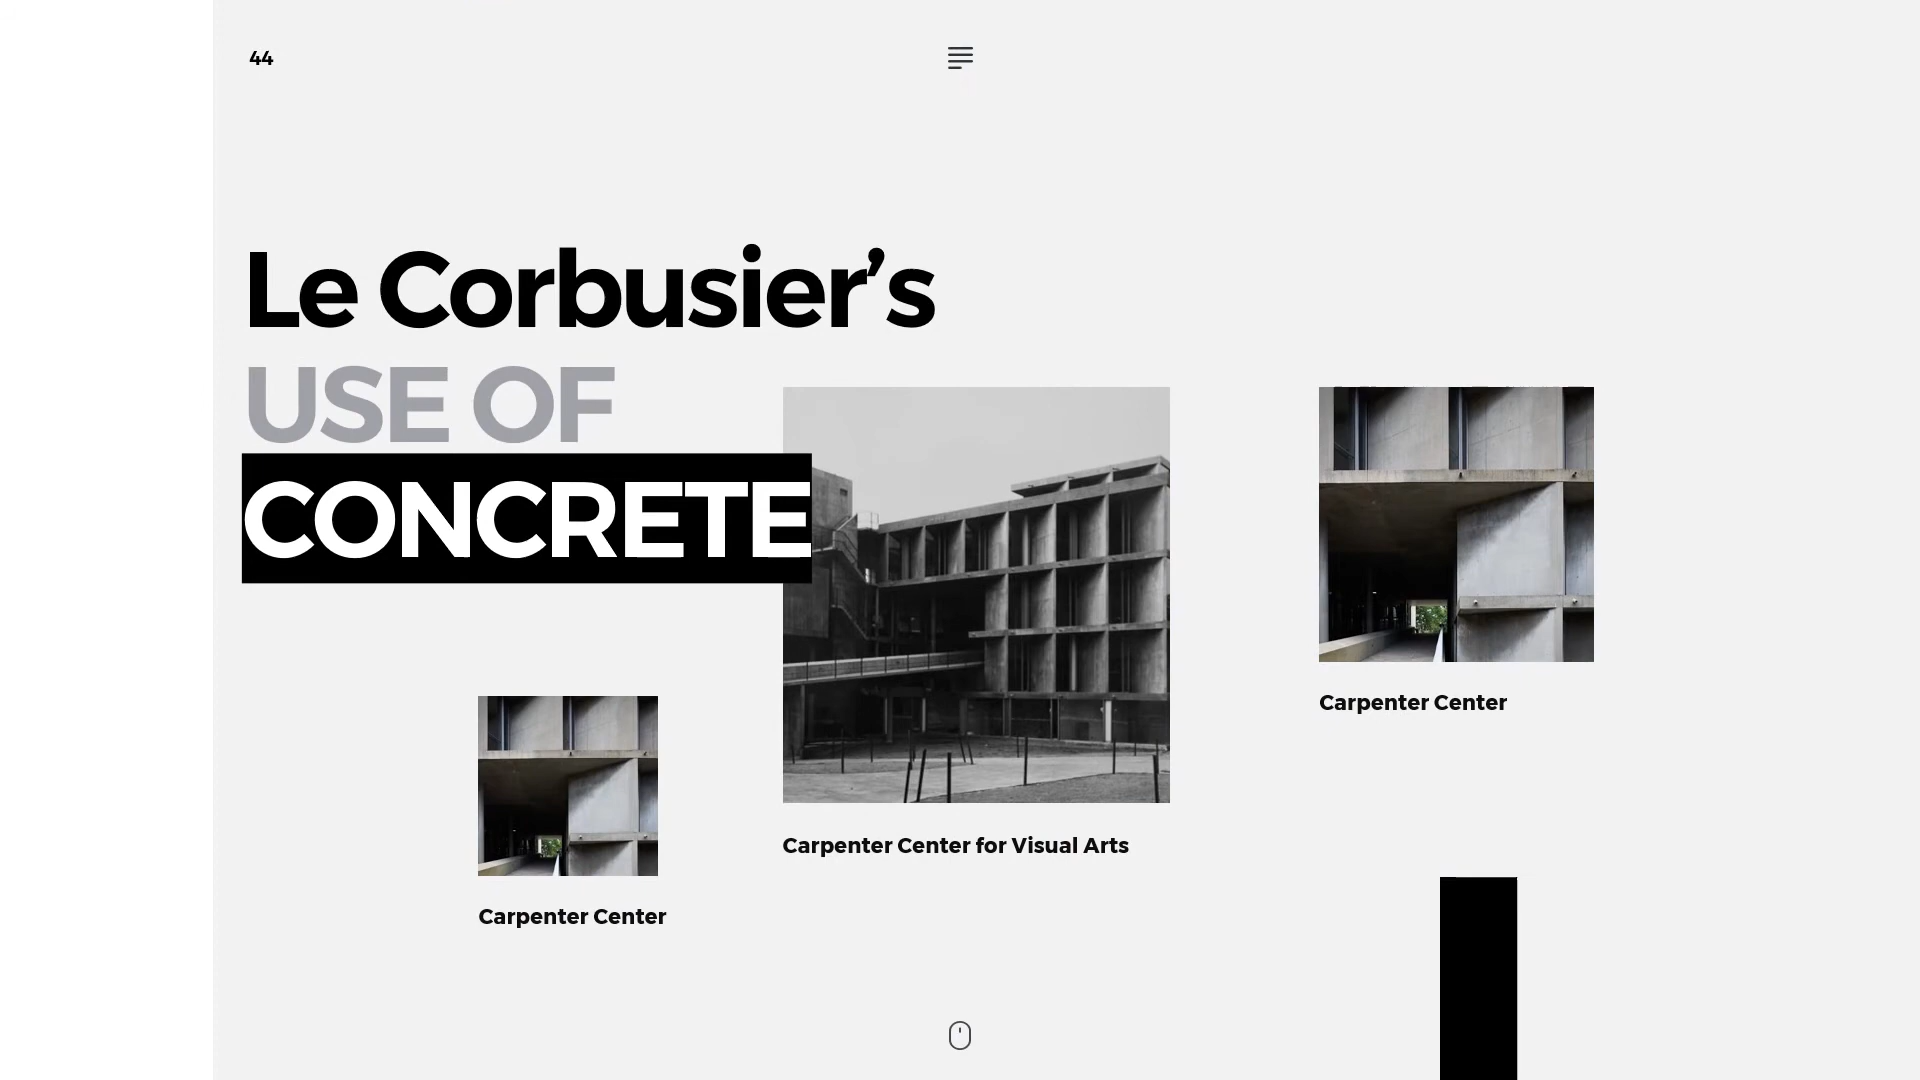 44
Le Corbusier’s
USE OF
CONCRETE
Carpenter Center
Carpenter Center for Visual Arts
Carpenter Center